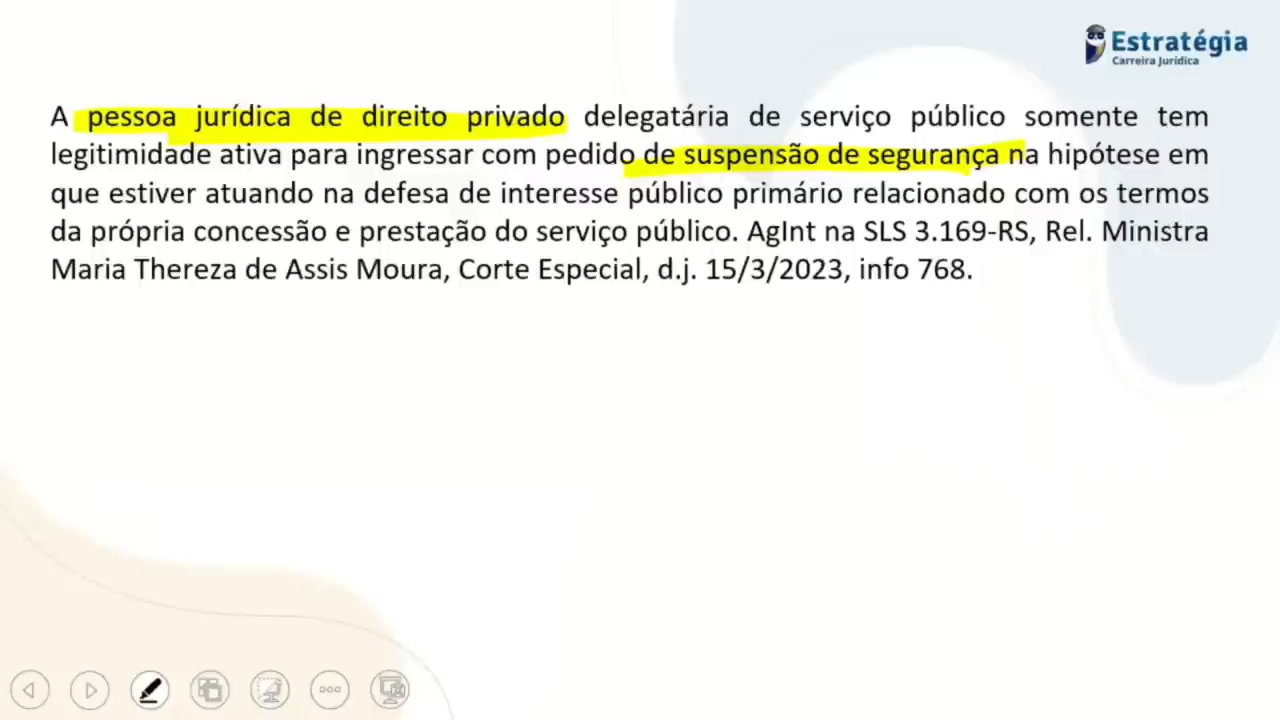 Estratégia
Carreira Jurídica
A pessoa jurídica de direito privado delegatária de serviço público somente tem
legitimidade ativa para ingressar com pedido de suspensão de segurança na hipótese em
que estiver atuando na defesa de interesse público primário relacionado com os termos
da própria concessão e prestação do serviço público. AgInt na SLS 3.169-RS, Rel. Ministra
Maria Thereza de Assis Moura, Corte Especial, d.j. 15/3/2023, info 768.